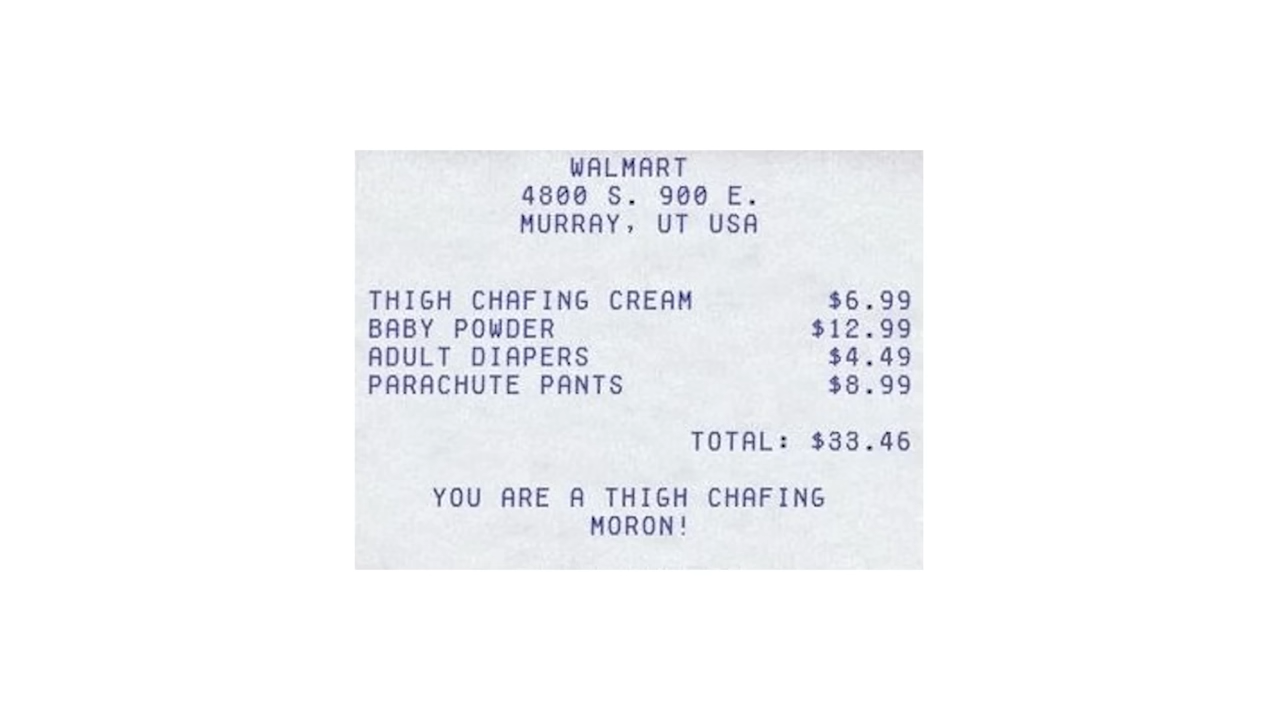 WALMART
4800 S. 900 E.
MURRAY, UT USA
THIGH CHAFING CREAM $6.99
BABY POWDER $12.99
ADULT DIAPERS $4.49
PARACHUTE PANTS $8.99
TOTAL: $33.46
YOU ARE A THIGH CHAFING
MORON!